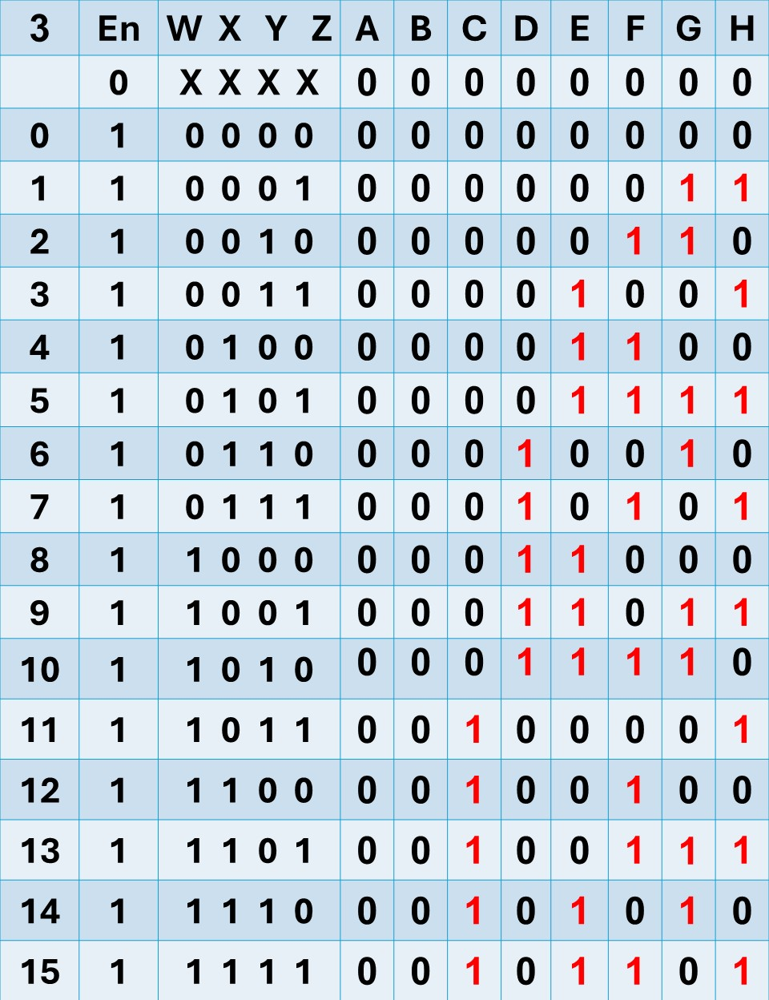 3 En W X Y Z A B C D E F G H
0 X X X X 0 0 0 0 0 0 0 0
0 1 0 0 0 0 0 0 0 0 0 0 0 0
1 1 0 0 0 1 0 0 0 0 0 0 1 1
2 1 0 0 1 0 0 0 0 0 0 1 1 0
3 1 0 0 1 1 0 0 0 0 1 0 0 1
4 1 0 1 0 0 0 0 0 0 1 1 0 0
5 1 0 1 0 1 0 0 0 0 1 1 1 1
6 1 0 1 1 0 0 0 0 1 0 0 1 0
7 1 0 1 1 1 0 0 0 1 0 1 0 1
8 1 1 0 0 0 0 0 0 1 1 0 0 0
9 1 1 0 0 1 0 0 0 1 1 0 1 1
10 1 1 0 1 0 0 0 0 1 1 1 1 0
11 1 1 0 1 1 0 0 1 0 0 0 0 1
12 1 1 1 0 0 0 0 1 0 0 1 0 0
13 1 1 1 0 1 0 0 1 0 0 1 1 1
14 1 1 1 1 0 0 0 1 0 1 0 1 0
15 1 1 1 1 1 0 0 1 0 1 1 0 1